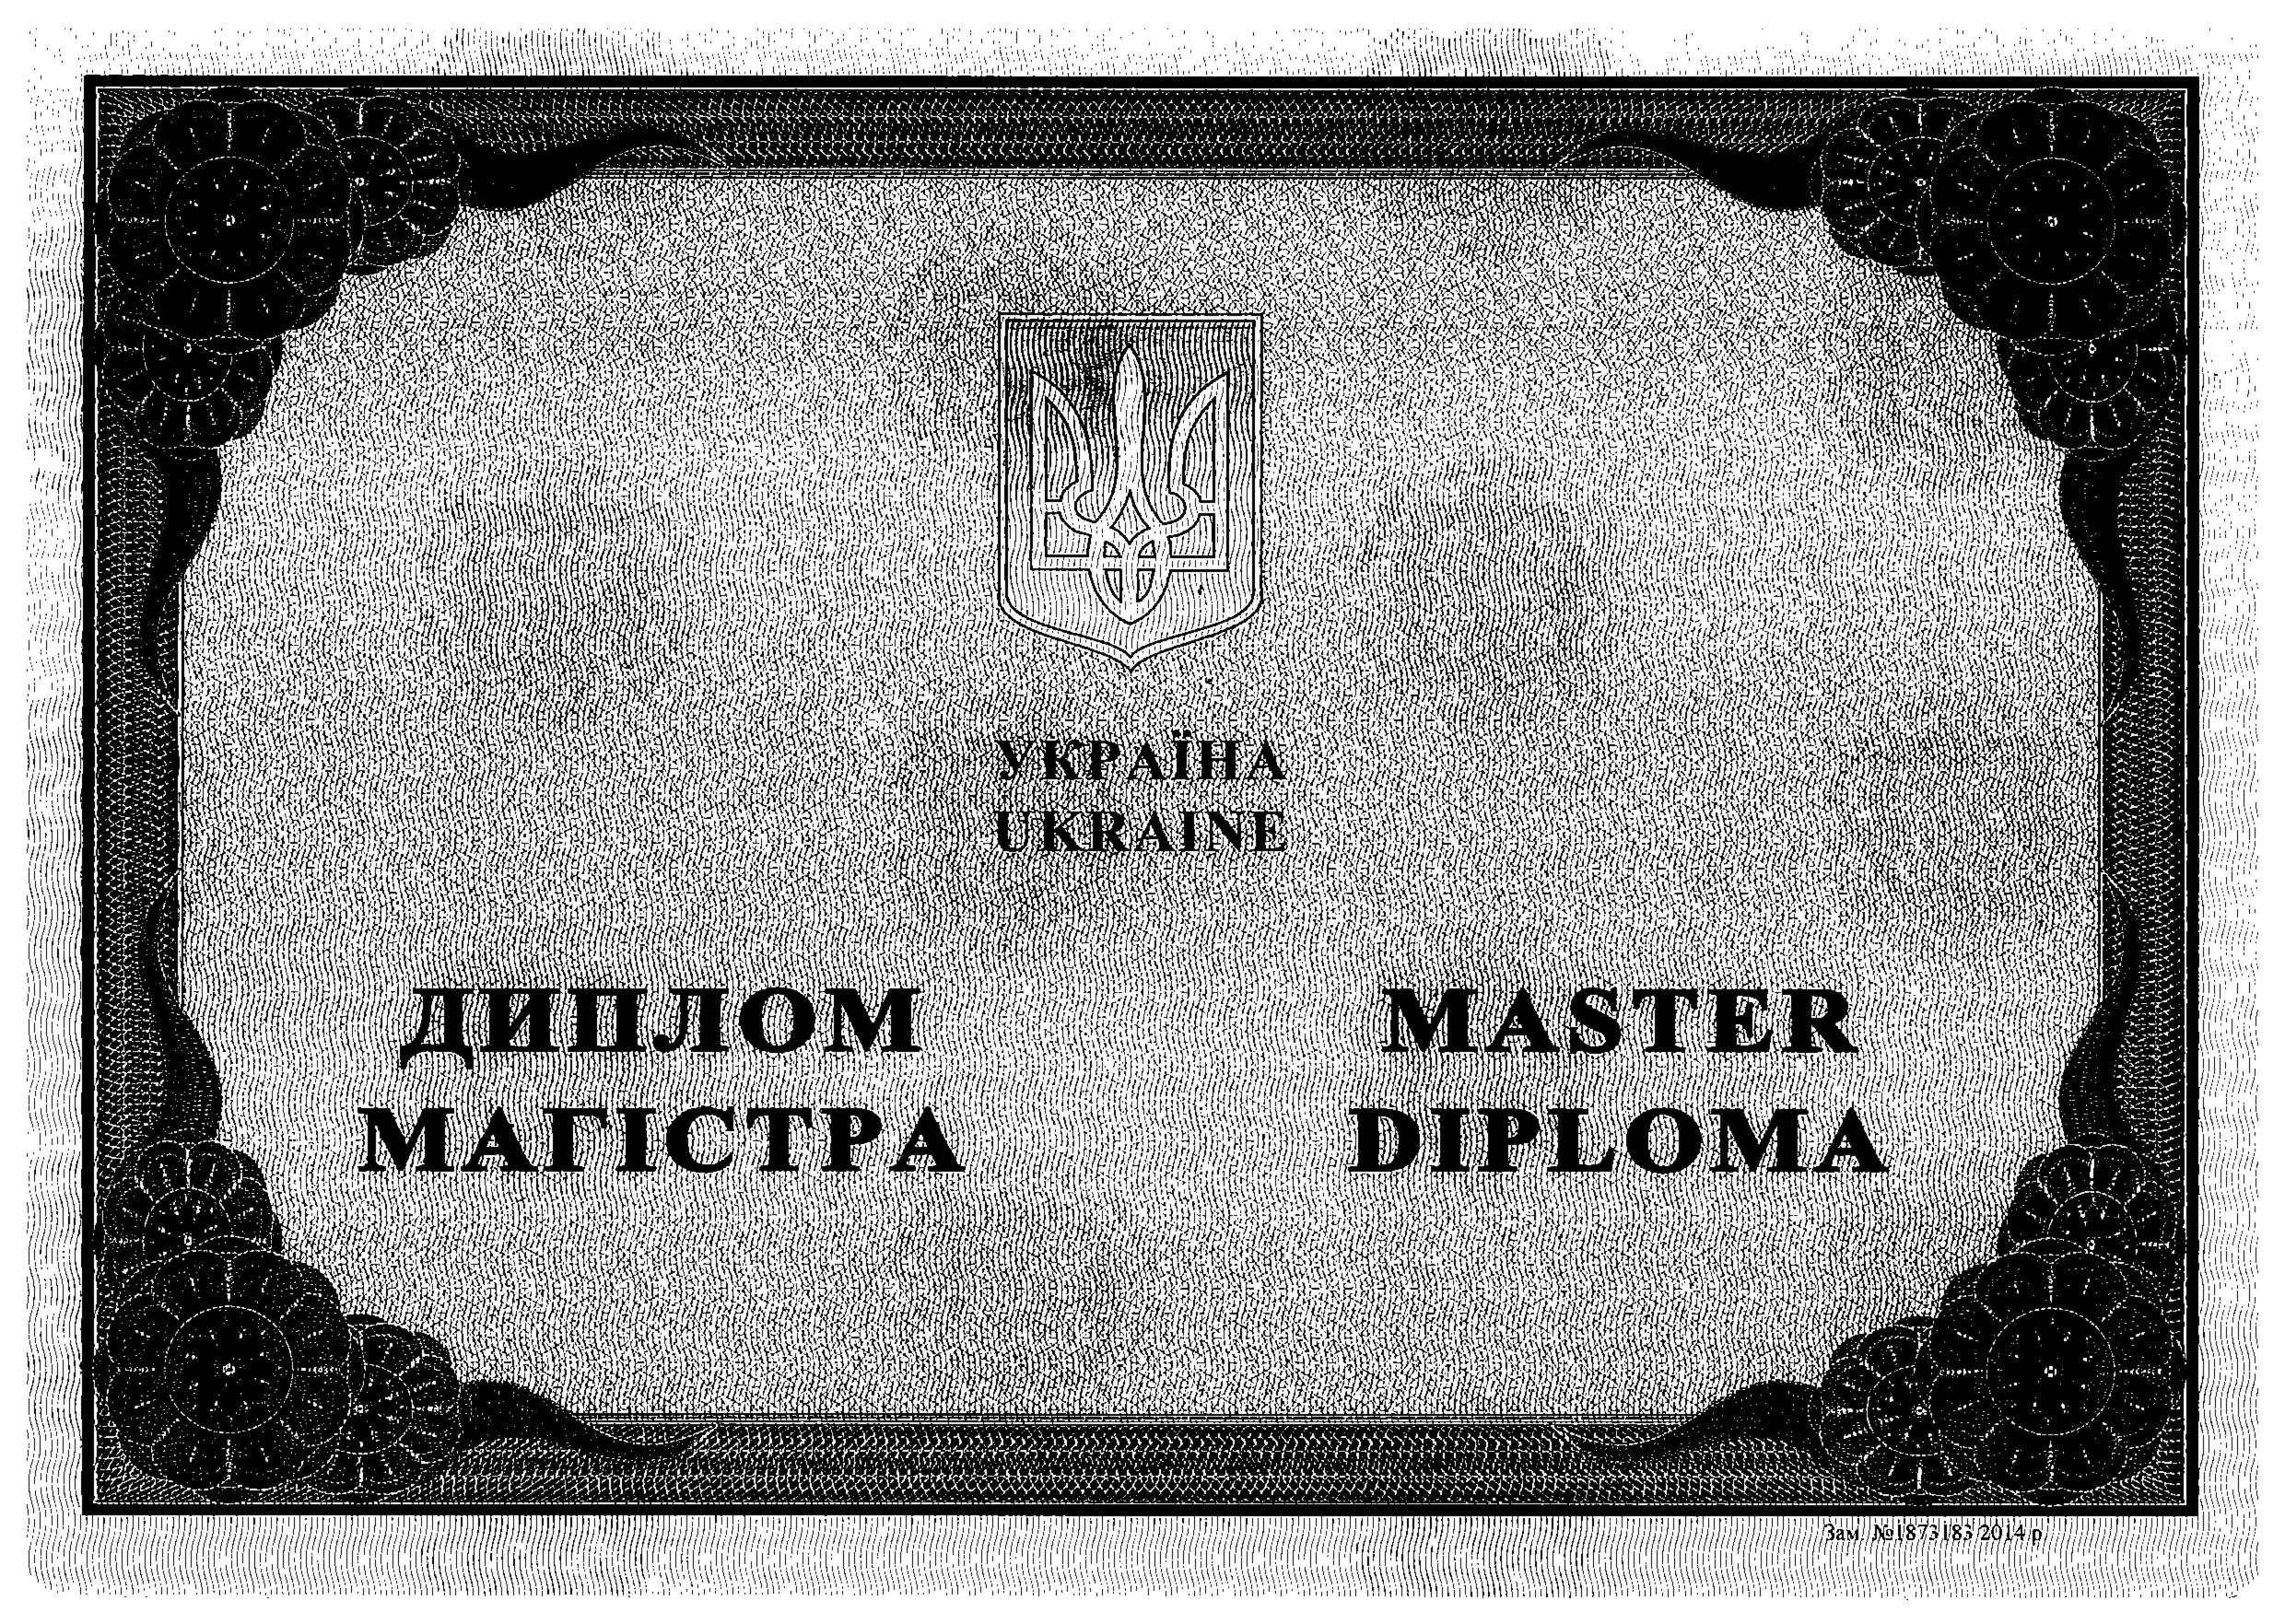 УКРАЇНА
UKRAINE
ДИПЛОМ
МАГІСТРА
MASTER
DIPLOMA
Зам. №1873183 2014 р.